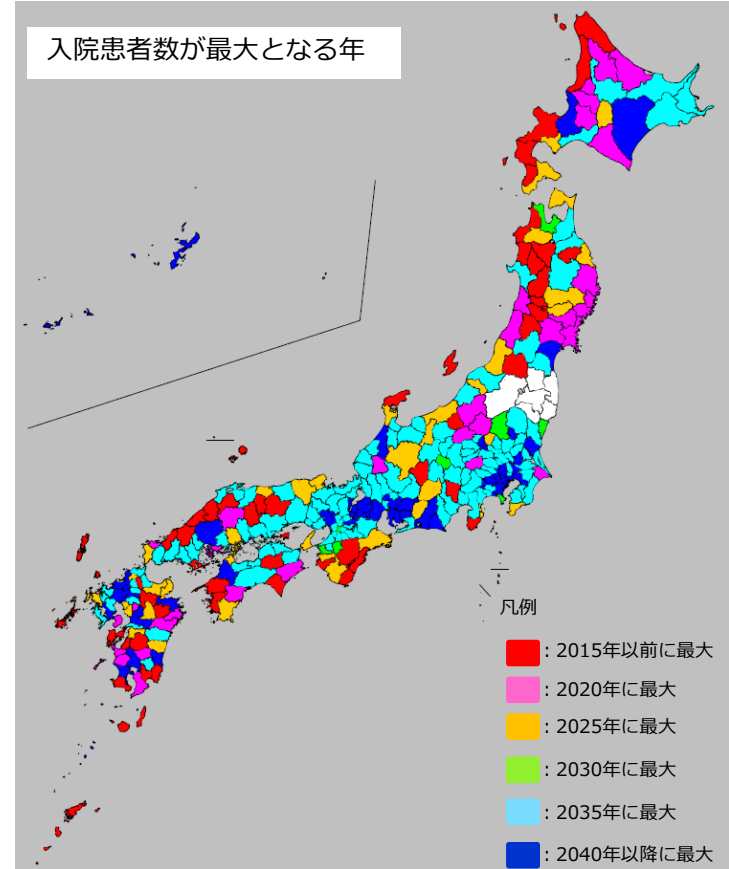 入院患者数が最大となる年
凡例
：2015年以前に最大
：2020年に最大
：2025年に最大
：2030年に最大
：2035年に最大
：2040年以降に最大